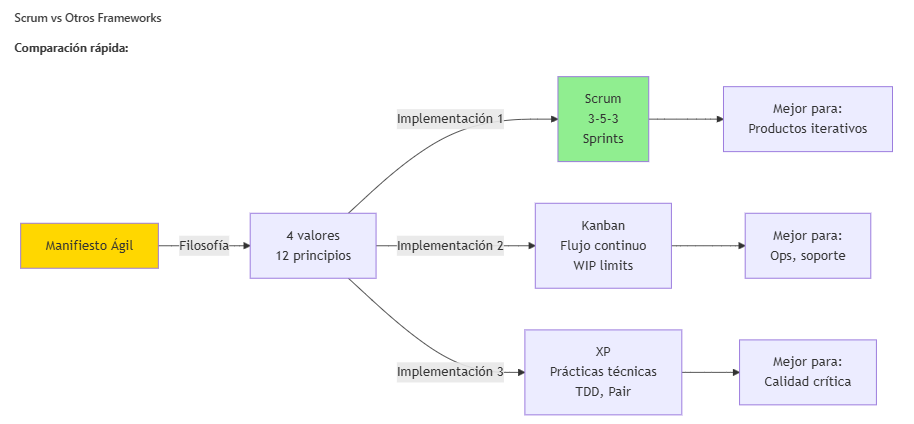 Scrum vs Otros Frameworks
Comparación rápida:
Manifiesto Ágil
Filosofía
4 valores
12 principios
Implementación 1
Scrum
3-5-3
Sprints
Mejor para:
Productos iterativos
Implementación 2
Kanban
Flujo continuo
WIP limits
Mejor para:
Ops, soporte
Implementación 3
XP
Prácticas técnicas
TDD, Pair
Mejor para:
Calidad crítica